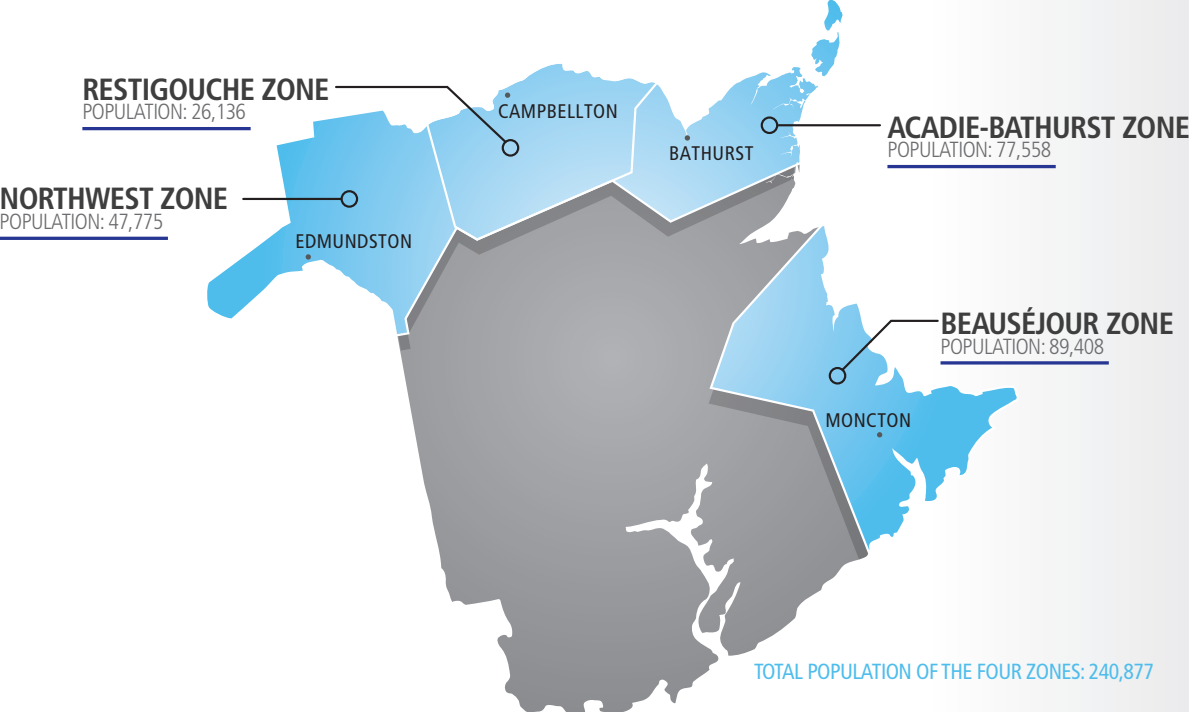 RESTIGOUCHE ZONE
POPULATION: 26,136
CAMPBELLTON
BATHURST
ACADIE-BATHURST ZONE
POPULATION: 77,558
NORTHWEST ZONE
POPULATION: 47,775
EDMUNDSTON
BEAUSÉJOUR ZONE
POPULATION: 89,408
MONCTON
TOTAL POPULATION OF THE FOUR ZONES: 240,877